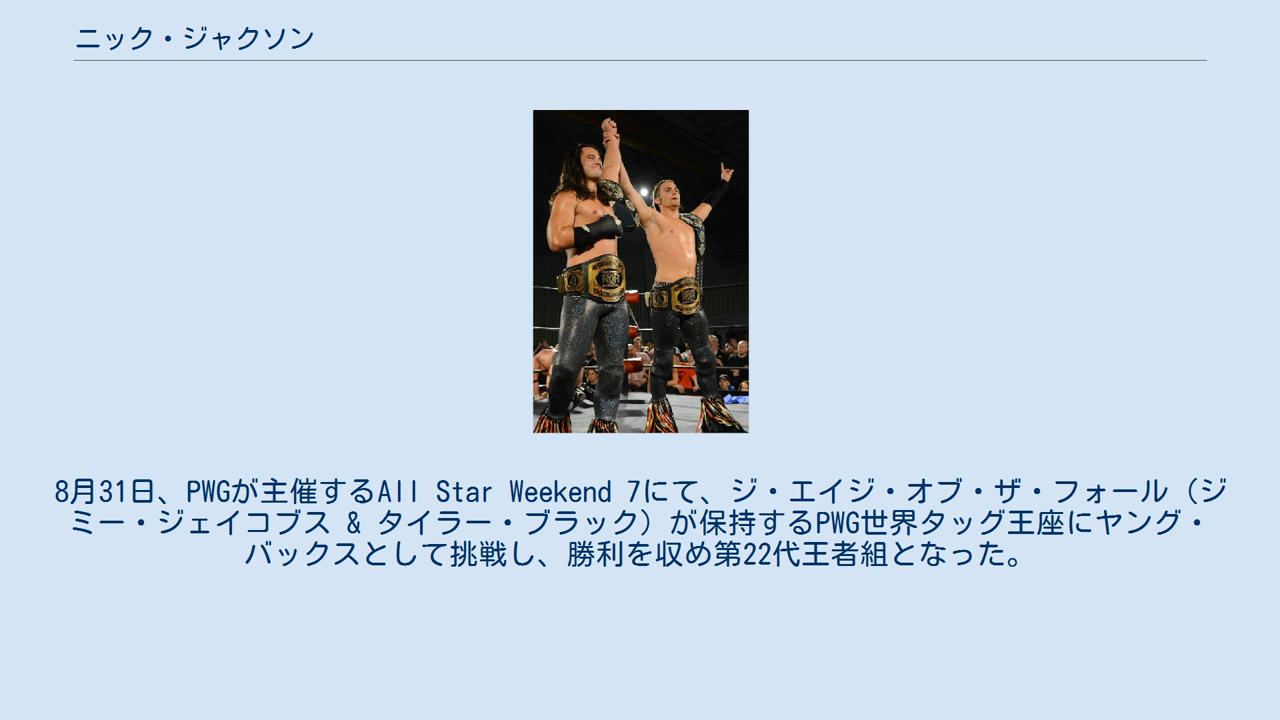 ニック・ジャクソン
8月31日、PWGが主催するAll Star Weekend 7にて、ジ・エイジ・オブ・ザ・フォール（ジ
ミー・ジェイコブス & タイラー・ブラック）が保持するPWG世界タッグ王座にヤング・
バックスとして挑戦し、勝利を収め第22代王者組となった。